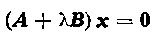 (A + λB) x = 0